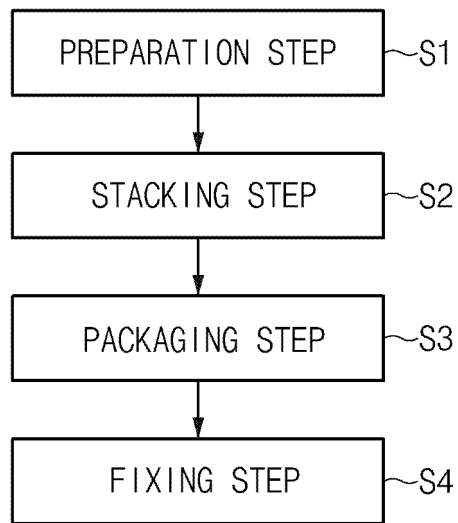 PREPARATION STEP S1
STACKING STEP S2
PACKAGING STEP S3
FIXING STEP S4